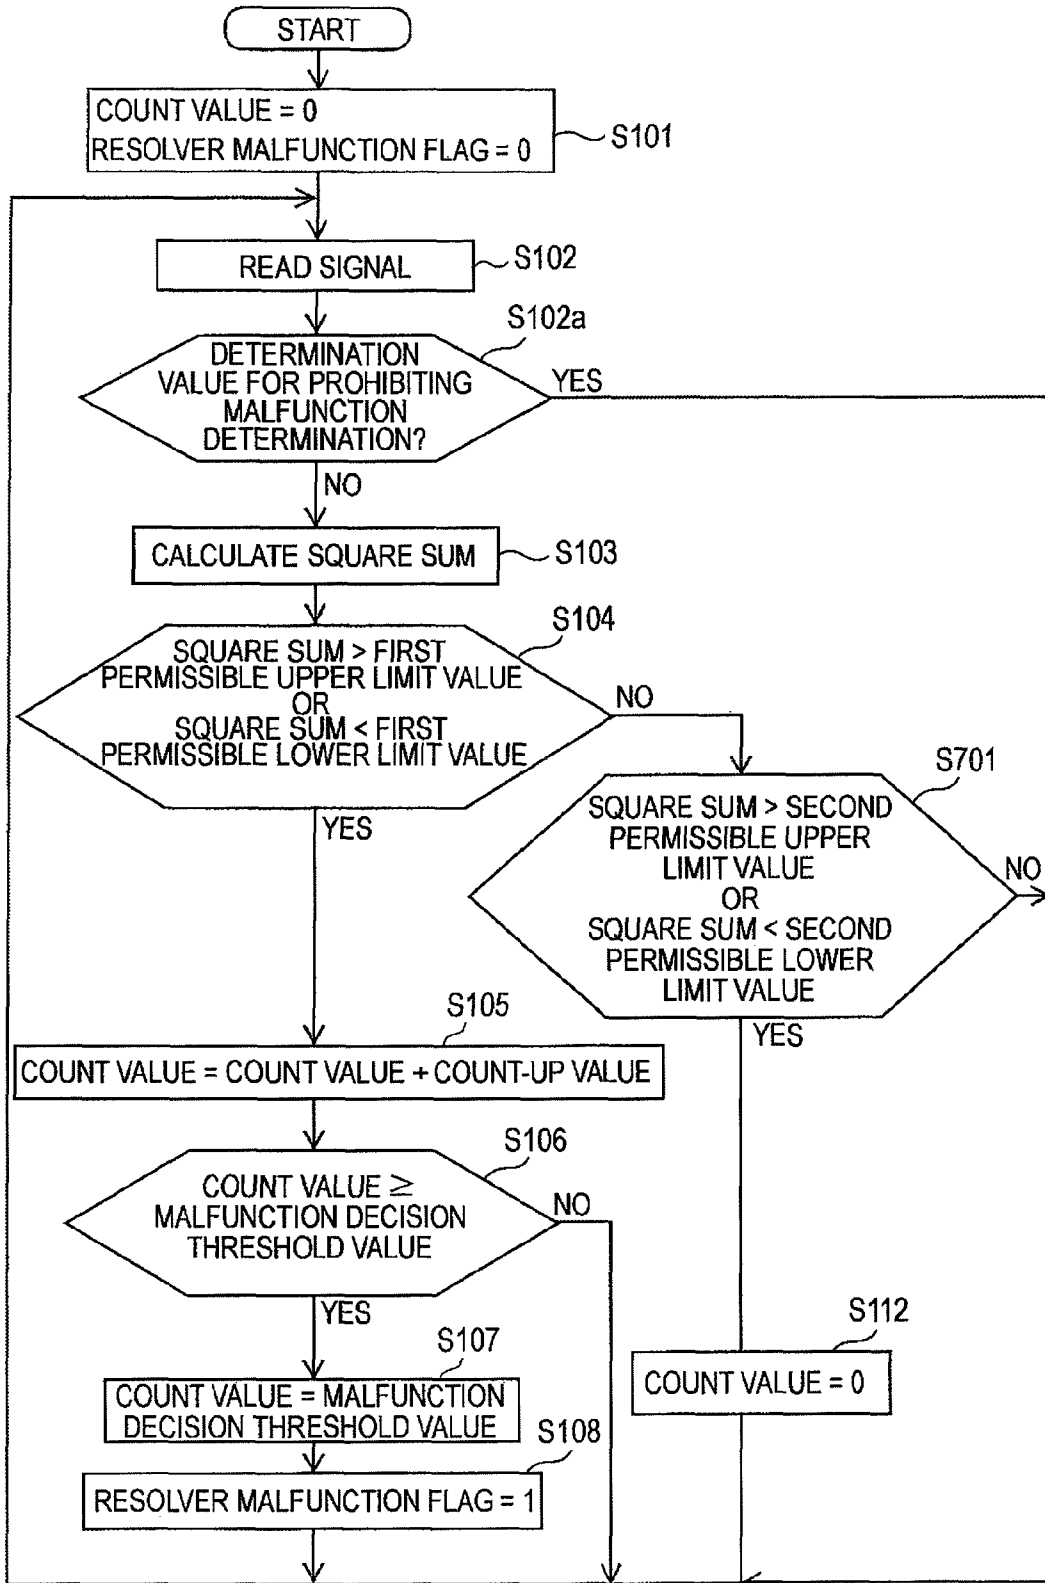 START
COUNT VALUE = 0
RESOLVER MALFUNCTION FLAG = 0
S101
READ SIGNAL
S102
S102a
DETERMINATION
VALUE FOR PROHIBITING
MALFUNCTION
DETERMINATION?
YES
NO
CALCULATE SQUARE SUM
S103
S104
SQUARE SUM > FIRST
PERMISSIBLE UPPER LIMIT VALUE
OR
SQUARE SUM < FIRST
PERMISSIBLE LOWER LIMIT VALUE
NO
YES
S701
SQUARE SUM > SECOND
PERMISSIBLE UPPER
LIMIT VALUE
OR
SQUARE SUM < SECOND
PERMISSIBLE LOWER
LIMIT VALUE
NO
YES
S105
COUNT VALUE = COUNT VALUE + COUNT-UP VALUE
S106
COUNT VALUE ≥
MALFUNCTION DECISION
THRESHOLD VALUE
NO
YES
S107
COUNT VALUE = MALFUNCTION
DECISION THRESHOLD VALUE
S112
COUNT VALUE = 0
S108
RESOLVER MALFUNCTION FLAG = 1